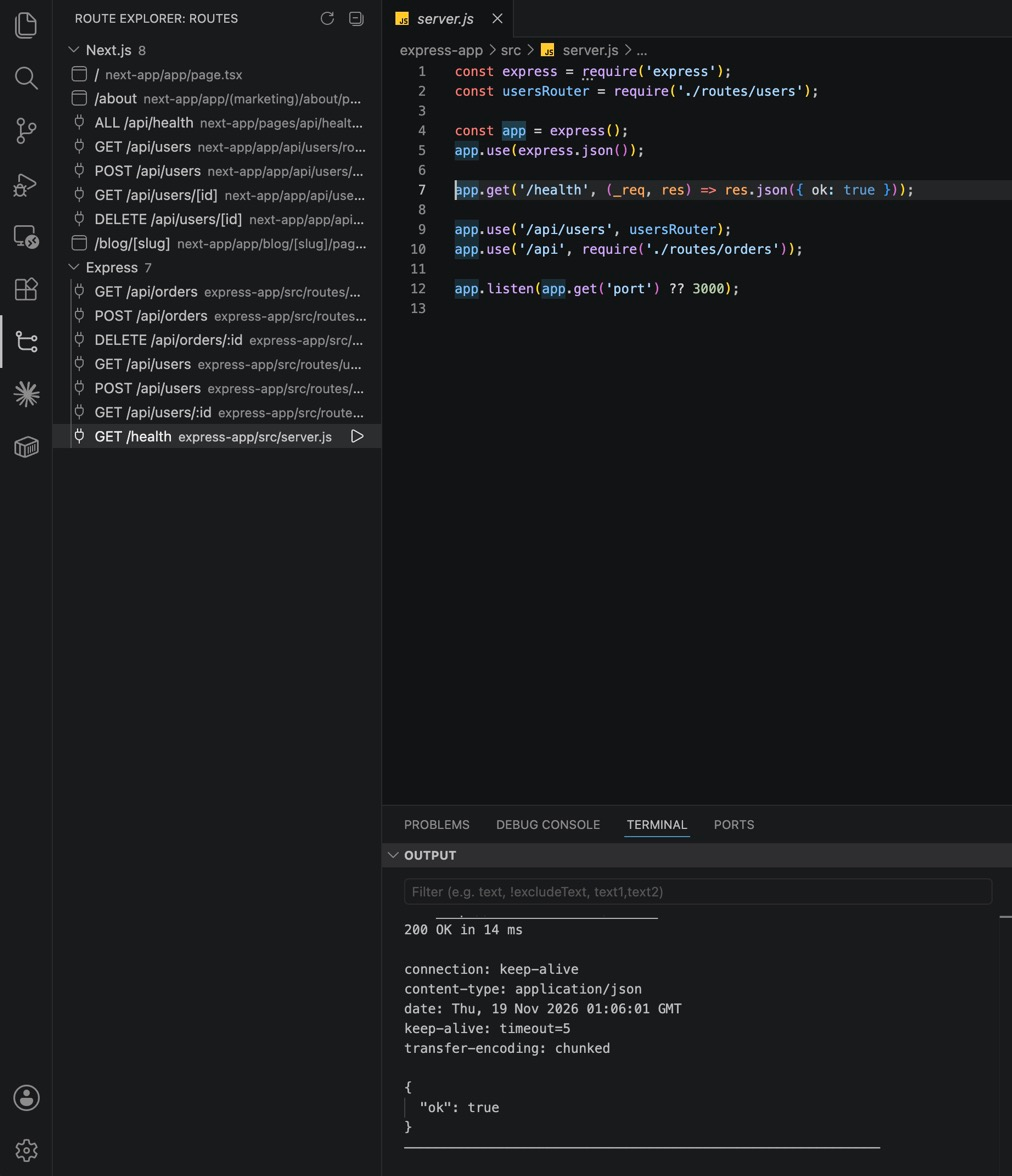 ROUTE EXPLORER: ROUTES
Next.js 8
/ next-app/app/page.tsx
/about next-app/app/(marketing)/about/p...
ALL /api/health next-app/pages/api/healt...
GET /api/users next-app/app/api/users/ro...
POST /api/users next-app/app/api/users/...
GET /api/users/[id] next-app/app/api/use...
DELETE /api/users/[id] next-app/app/api...
/blog/[slug] next-app/app/blog/[slug]/pag...
Express 7
GET /api/orders express-app/src/routes/...
POST /api/orders express-app/src/routes...
DELETE /api/orders/:id express-app/src/...
GET /api/users express-app/src/routes/u...
POST /api/users express-app/src/routes/...
GET /api/users/:id express-app/src/route...
GET /health express-app/src/server.js
JS server.js
express-app > src > JS server.js > ...
1 const express = require('express');
2 const usersRouter = require('./routes/users');
3
4 const app = express();
5 app.use(express.json());
6
7 app.get('/health', (_req, res) => res.json({ ok: true }));
8
9 app.use('/api/users', usersRouter);
10 app.use('/api', require('./routes/orders'));
11
12 app.listen(app.get('port') ?? 3000);
13
PROBLEMS DEBUG CONSOLE TERMINAL PORTS
OUTPUT
Filter (e.g. text, !excludeText, text1,text2)
200 OK in 14 ms
connection: keep-alive
content-type: application/json
date: Thu, 19 Nov 2026 01:06:01 GMT
keep-alive: timeout=5
transfer-encoding: chunked
{
"ok": true
}